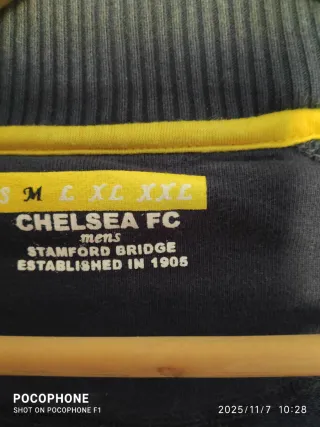 S M L XL XXL
CHELSEA FC
mens
STAMFORD BRIDGE
ESTABLISHED IN 1905
POCOPHONE
SHOT ON POCOPHONE F1
2025/11/7 10:28